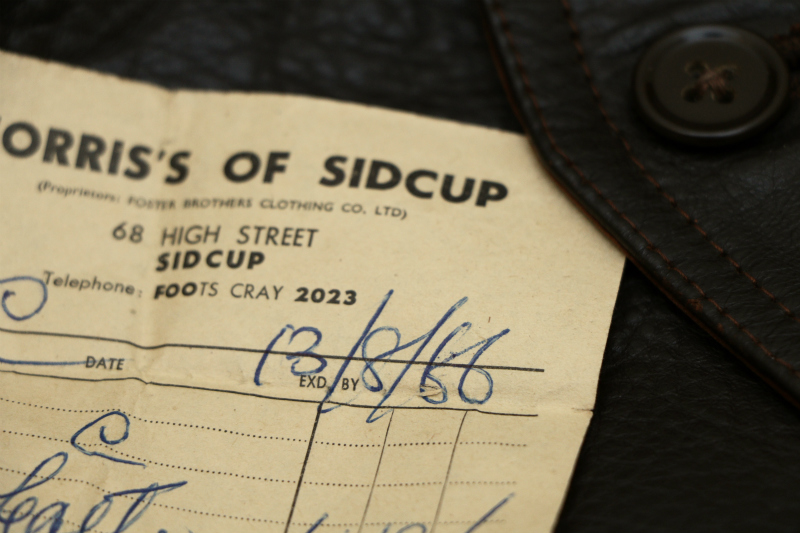 ORRIS'S OF SIDCUP
(Proprietors: FOSTER BROTHERS CLOTHING CO. LTD)
68 HIGH STREET
SIDCUP
Telephone: FOOTS CRAY 2023
13/8/56
DATE EXD. BY